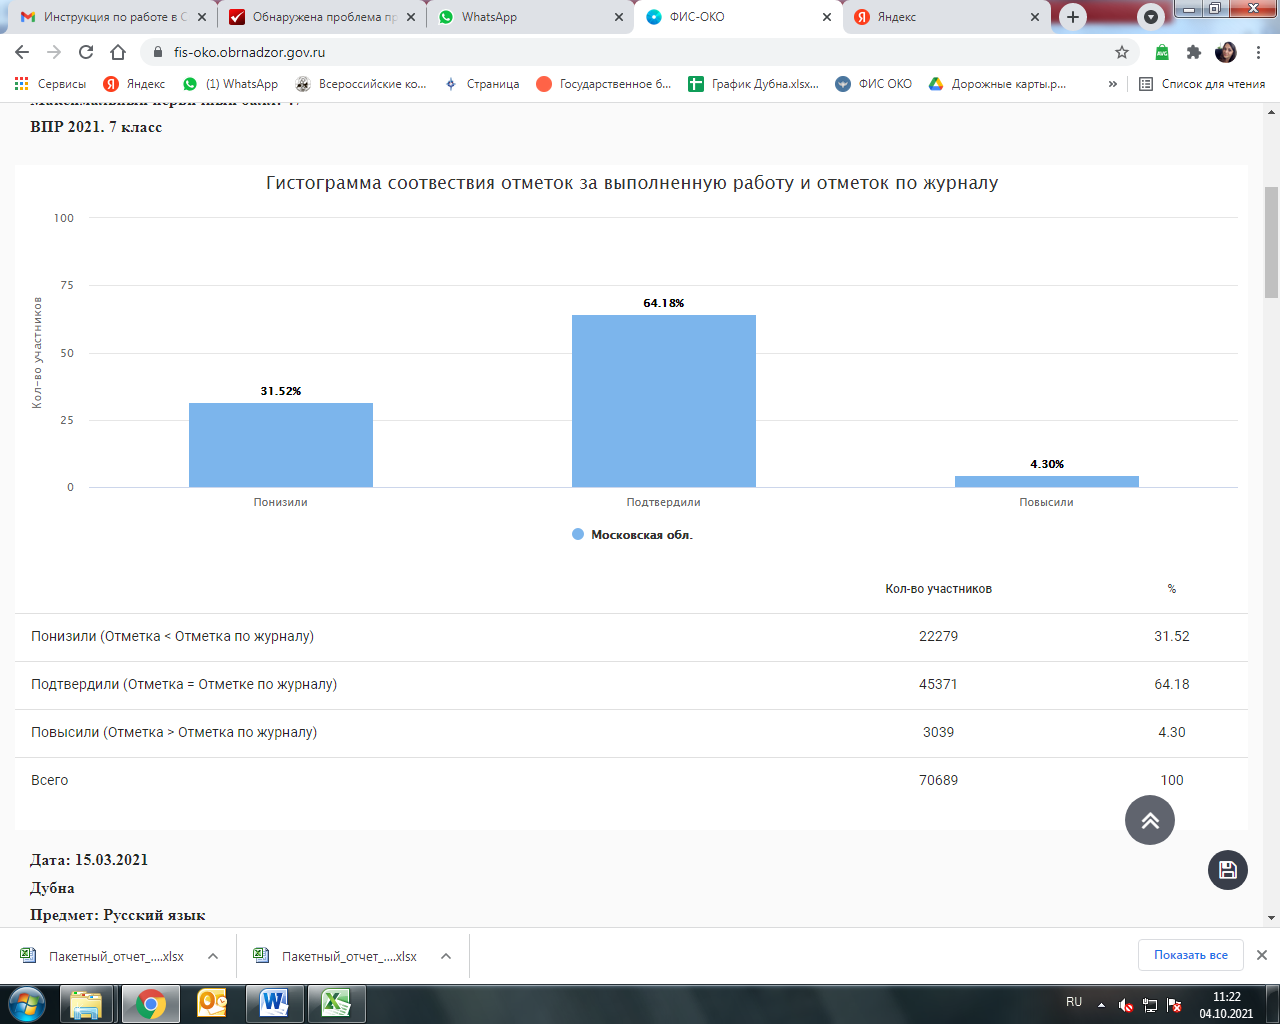 Инструкция по работе в С
Обнаружена проблема пр
WhatsApp
ФИС-ОКО
Яндекс
fis-oko.obrnadzor.gov.ru
Сервисы
Яндекс
(1) WhatsApp
Всероссийские ко...
Страница
Государственное б...
График Дубна.xlsx...
ФИС ОКО
Дорожные карты.р...
»
Список для чтения
ВПР 2021. 7 класс
Гистограмма соотвествия отметок за выполненную работу и отметок по журналу
Кол-во участников
100
75
50
25
0
31.52%
64.18%
4.30%
Понизили
Подтвердили
Повысили
Московская обл.
Кол-во участников %
Понизили (Отметка < Отметка по журналу) 22279 31.52
Подтвердили (Отметка = Отметке по журналу) 45371 64.18
Повысили (Отметка > Отметка по журналу) 3039 4.30
Всего 70689 100
Дата: 15.03.2021
Дубна
Предмет: Русский язык
Пакетный_отчет_....xlsx
Пакетный_отчет_....xlsx
Показать все
RU
11:22
04.10.2021